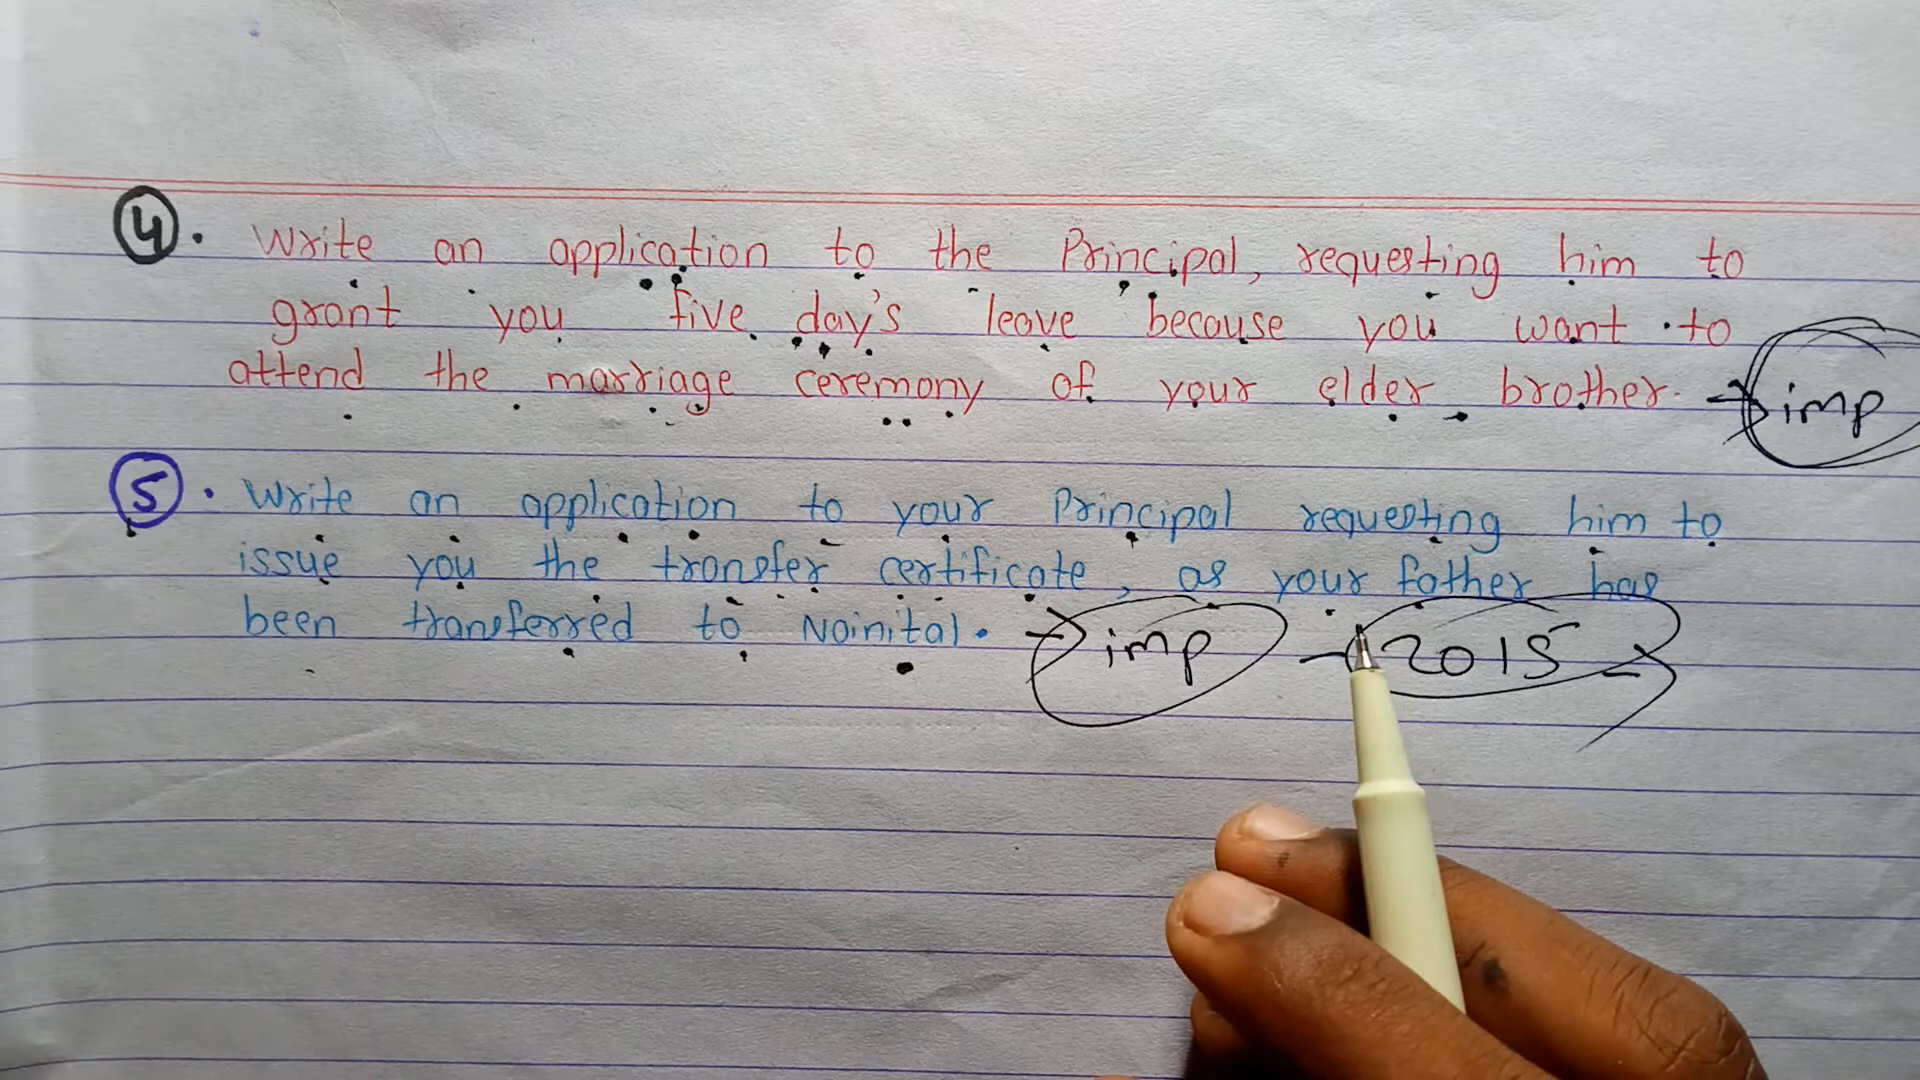 4. Write an application to the Principal, requesting him to
grant you five day's leave because you want to
attend the marriage ceremony of your elder brother. → imp
5. Write an application to your Principal requesting him to
issue you the transfer certificate, as your father has
been transferred to Nainital. → imp - 2015